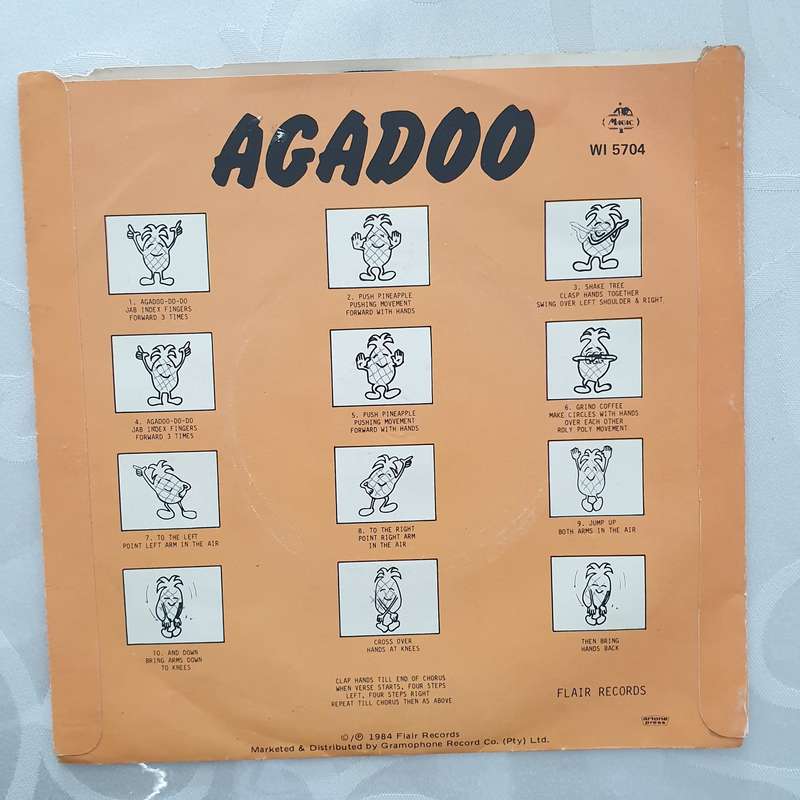 AGADOO
MAGIC
WI 5704
1. AGADOO-DO-DO
JAB INDEX FINGERS
FORWARD 3 TIMES
2. PUSH PINEAPPLE
PUSHING MOVEMENT
FORWARD WITH HANDS
3. SHAKE TREE
CLASP HANDS TOGETHER
SWING OVER LEFT SHOULDER & RIGHT
4. AGADOO-DO-DO
JAB INDEX FINGERS
FORWARD 3 TIMES
5. PUSH PINEAPPLE
PUSHING MOVEMENT
FORWARD WITH HANDS
6. GRIND COFFEE
MAKE CIRCLES WITH HANDS
OVER EACH OTHER
ROLY POLY MOVEMENT
7. TO THE LEFT
POINT LEFT ARM IN THE AIR
8. TO THE RIGHT
POINT RIGHT ARM
IN THE AIR
9. JUMP UP
BOTH ARMS IN THE AIR
10. AND DOWN
BRING ARMS DOWN
TO KNEES
CROSS OVER
HANDS AT KNEES
THEN BRING
HANDS BACK
CLAP HANDS TILL END OF CHORUS
WHEN VERSE STARTS, FOUR STEPS
LEFT, FOUR STEPS RIGHT
REPEAT TILL CHORUS THEN AS ABOVE
FLAIR RECORDS
artone
press
©/℗ 1984 Flair Records
Marketed & Distributed by Gramophone Record Co. (Pty) Ltd.